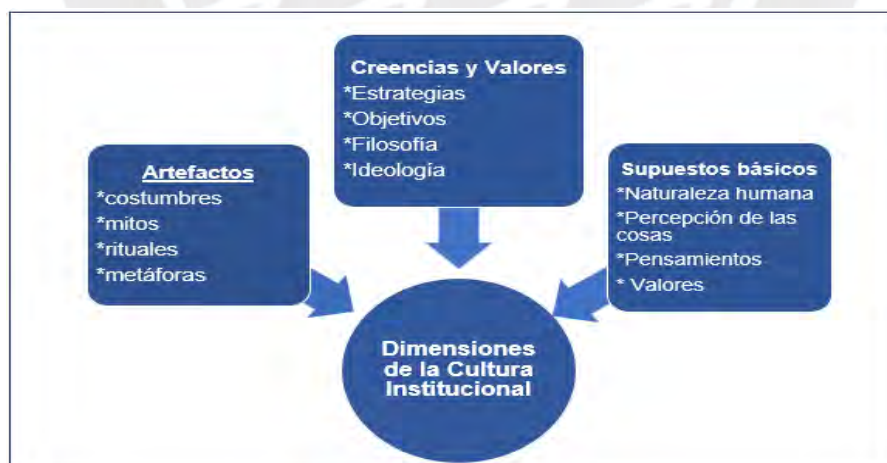 Creencias y Valores
*Estrategias
*Objetivos
*Filosofía
*Ideología
Artefactos
*costumbres
*mitos
*rituales
*metáforas
Supuestos básicos
*Naturaleza humana
*Percepción de las
cosas
*Pensamientos
* Valores
Dimensiones
de la Cultura
Institucional